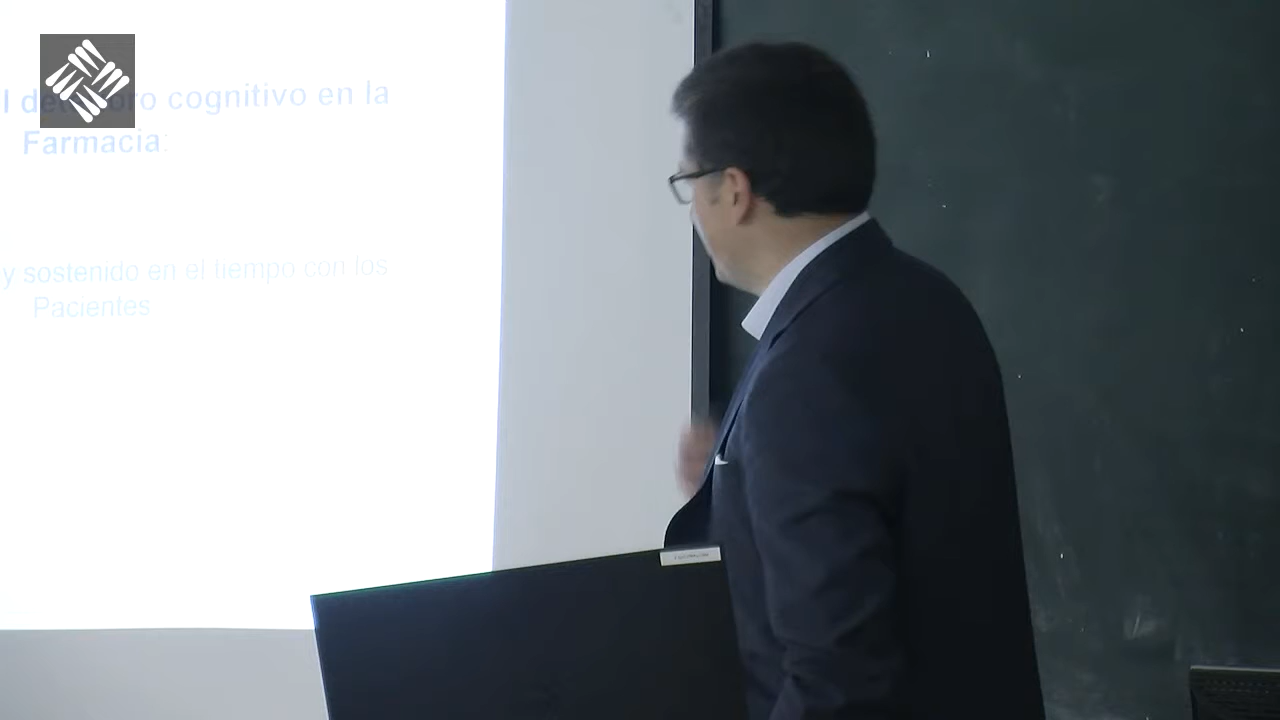 cognitivo en la
Farmacia:
y sostenido en el tiempo con los
Pacientes